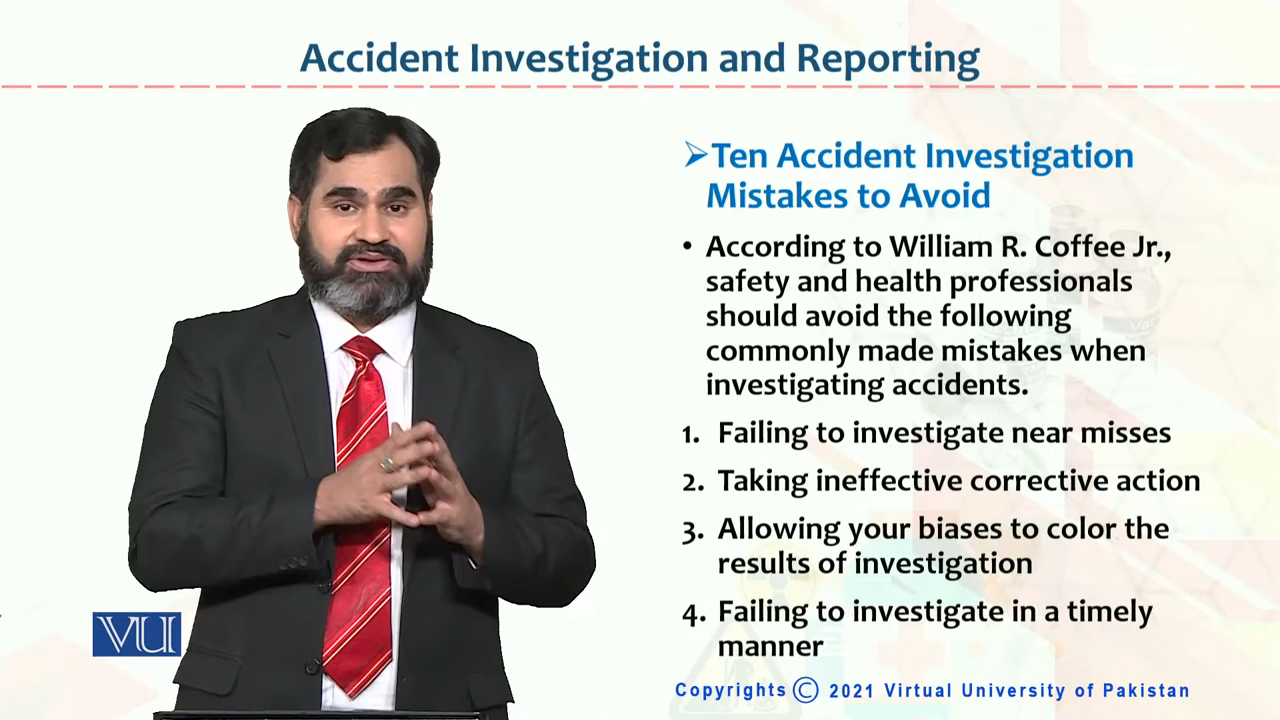 Accident Investigation and Reporting
➢Ten Accident Investigation
Mistakes to Avoid
• According to William R. Coffee Jr.,
safety and health professionals
should avoid the following
commonly made mistakes when
investigating accidents.
1. Failing to investigate near misses
2. Taking ineffective corrective action
3. Allowing your biases to color the
results of investigation
4. Failing to investigate in a timely
manner
VU
Copyrights © 2021 Virtual University of Pakistan